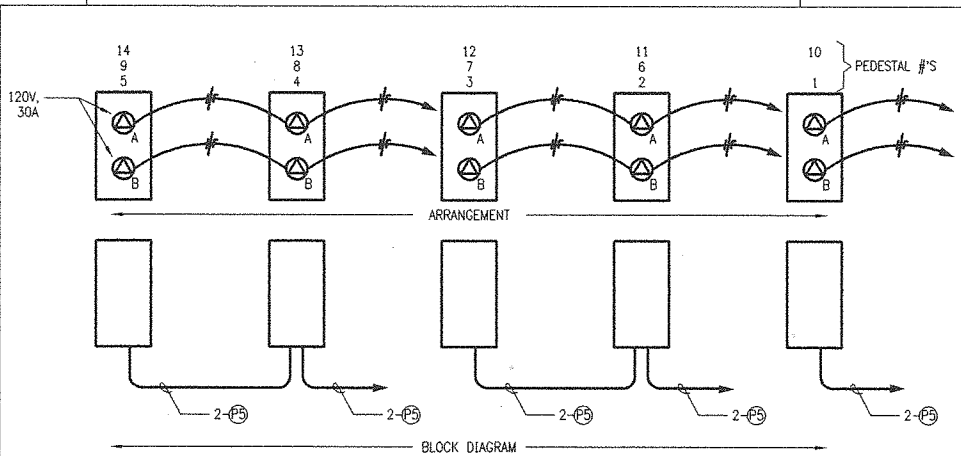 14
9
5
13
8
4
12
7
3
11
6
2
10
1
PEDESTAL #'S
120V,
30A
A
B
A
B
A
B
A
B
A
B
ARRANGEMENT
2-P5
2-P5
2-P5
2-P5
2-P5
BLOCK DIAGRAM